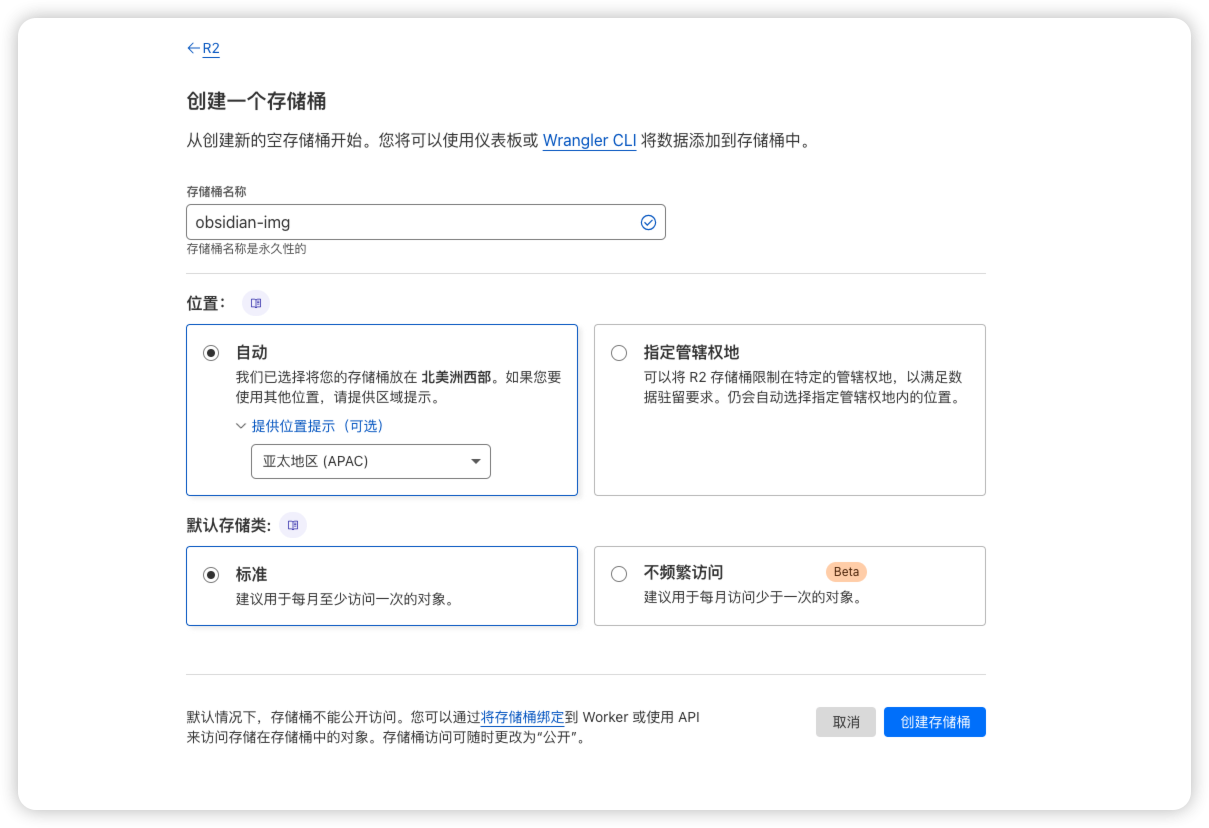 ←R2
创建一个存储桶
从创建新的空存储桶开始。您将可以使用仪表板或 Wrangler CLI 将数据添加到存储桶中。
存储桶名称
obsidian-img
存储桶名称是永久性的
位置：
自动
我们已选择将您的存储桶放在 北美洲西部。如果您要
使用其他位置，请提供区域提示。
提供位置提示（可选）
亚太地区 (APAC)
指定管辖权地
可以将 R2 存储桶限制在特定的管辖权地，以满足数
据驻留要求。仍会自动选择指定管辖权地内的位置。
默认存储类:
标准
建议用于每月至少访问一次的对象。
不频繁访问 Beta
建议用于每月访问少于一次的对象。
默认情况下，存储桶不能公开访问。您可以通过将存储桶绑定到 Worker 或使用 API
来访问存储在存储桶中的对象。存储桶访问可随时更改为“公开”。
取消 创建存储桶